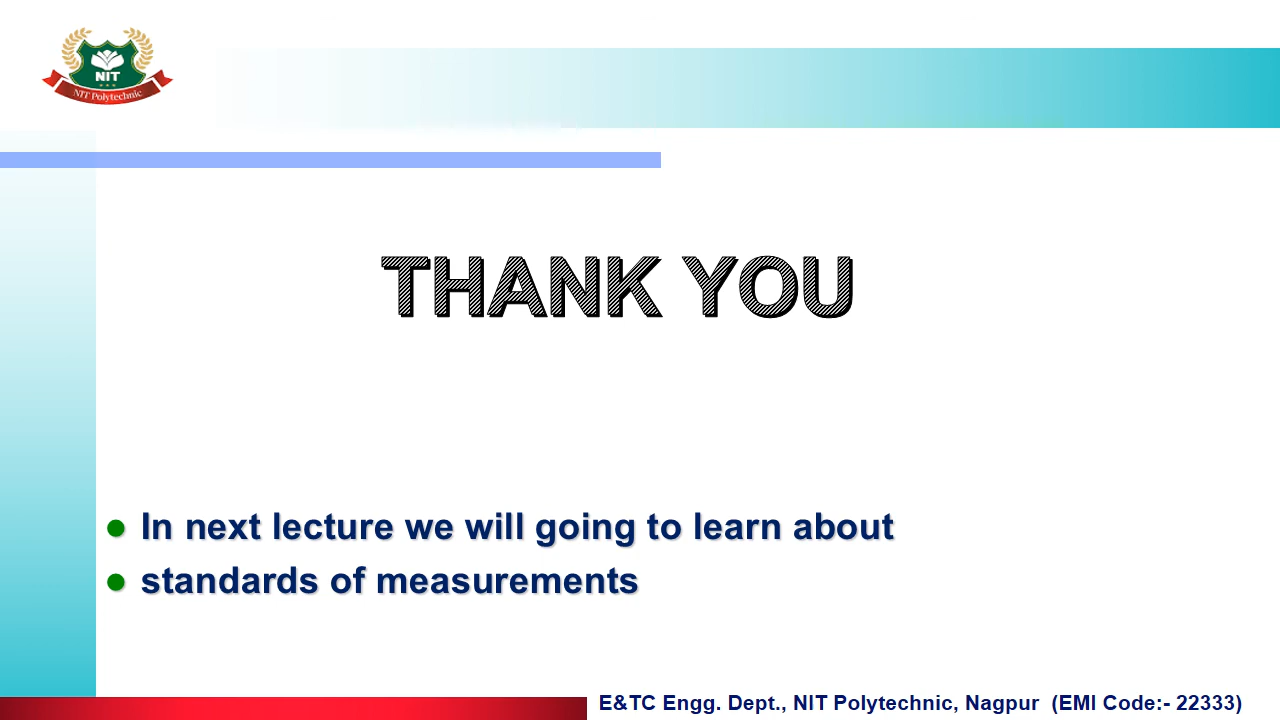 NIT
NIT Polytechnic
THANK YOU
In next lecture we will going to learn about
standards of measurements
E&TC Engg. Dept., NIT Polytechnic, Nagpur (EMI Code:- 22333)